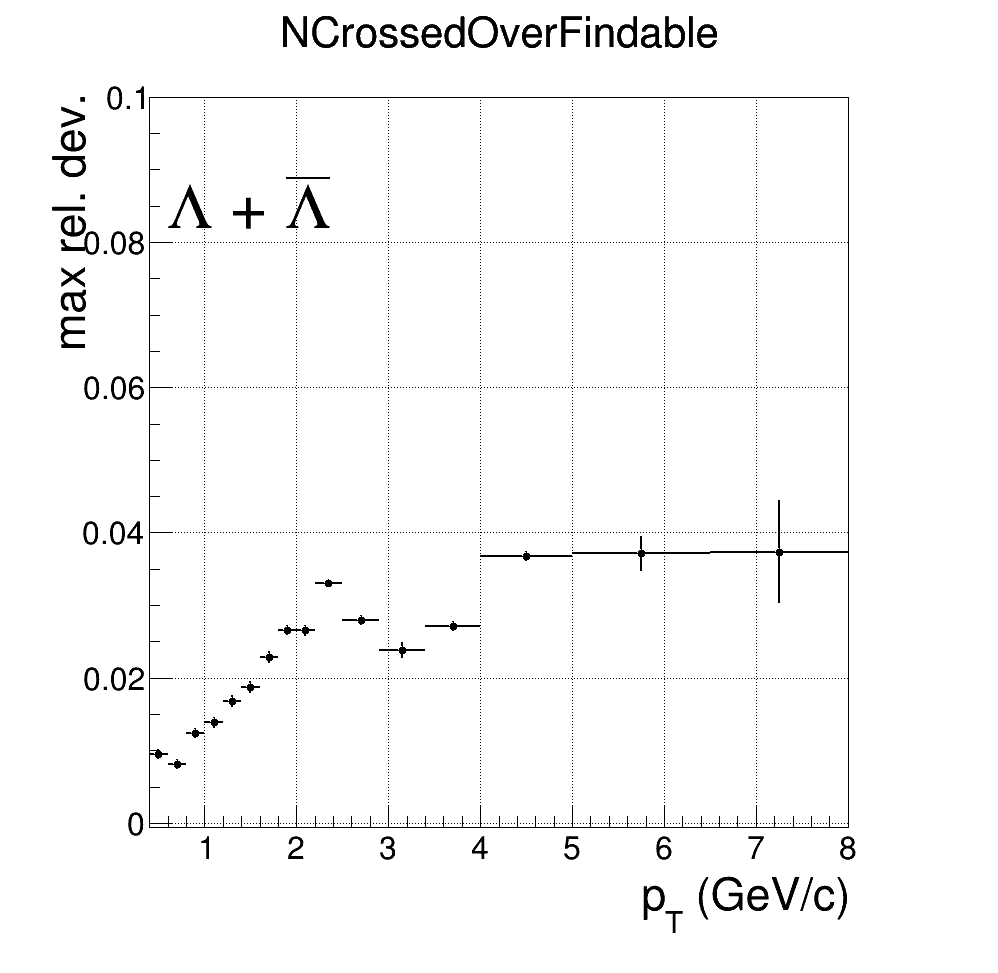 NCrossedOverFindable
max rel. dev.
0.1
0.08
0.06
0.04
0.02
0
Λ + Λ̅
1 2 3 4 5 6 7 8
p_T (GeV/c)